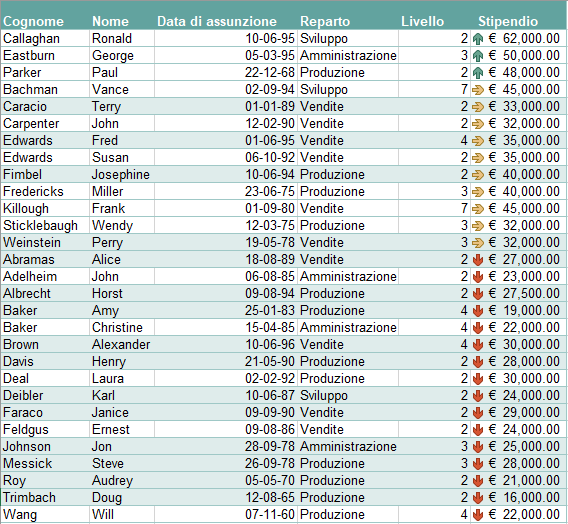 Cognome Nome Data di assunzione Reparto Livello Stipendio
Callaghan Ronald 10-06-95 Sviluppo 2 € 62,000.00
Eastburn George 05-03-95 Amministrazione 3 € 50,000.00
Parker Paul 22-12-68 Produzione 2 € 48,000.00
Bachman Vance 02-09-94 Sviluppo 7 € 45,000.00
Caracio Terry 01-01-89 Vendite 2 € 33,000.00
Carpenter John 12-02-90 Vendite 2 € 32,000.00
Edwards Fred 01-06-95 Vendite 4 € 35,000.00
Edwards Susan 06-10-92 Vendite 2 € 35,000.00
Fimbel Josephine 10-06-94 Produzione 2 € 40,000.00
Fredericks Miller 23-06-75 Produzione 3 € 40,000.00
Killough Frank 01-09-80 Vendite 7 € 45,000.00
Sticklebaugh Wendy 12-03-75 Produzione 3 € 32,000.00
Weinstein Perry 19-05-78 Vendite 3 € 32,000.00
Abramas Alice 18-08-89 Vendite 2 € 27,000.00
Adelheim John 06-08-85 Amministrazione 2 € 23,000.00
Albrecht Horst 09-08-94 Produzione 2 € 27,500.00
Baker Amy 25-01-83 Produzione 4 € 19,000.00
Baker Christine 15-04-85 Amministrazione 4 € 22,000.00
Brown Alexander 10-06-96 Vendite 4 € 30,000.00
Davis Henry 21-05-90 Produzione 2 € 28,000.00
Deal Laura 02-02-92 Produzione 2 € 30,000.00
Deibler Karl 10-06-87 Sviluppo 2 € 24,000.00
Faraco Janice 09-09-90 Vendite 2 € 29,000.00
Feldgus Ernest 09-08-86 Vendite 2 € 24,000.00
Johnson Jon 28-09-78 Amministrazione 3 € 25,000.00
Messick Steve 26-09-78 Produzione 3 € 28,000.00
Roy Audrey 05-05-70 Produzione 2 € 21,000.00
Trimbach Doug 12-08-65 Produzione 2 € 16,000.00
Wang Will 07-11-60 Produzione 4 € 22,000.00